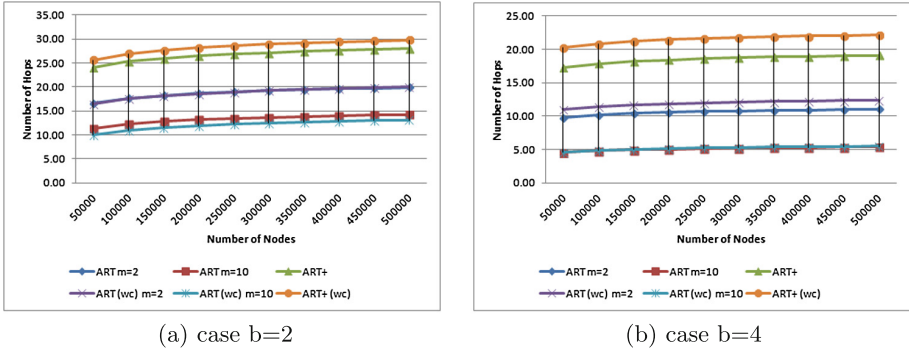 35.00
30.00
25.00
20.00
15.00
10.00
5.00
0.00
Number of Hops
50000
100000
150000
200000
250000
300000
350000
400000
450000
500000
Number of Nodes
ART m=2
ART m=10
ART+
ART(wc) m=2
ART(wc) m=10
ART+ (wc)
(a) case b=2
25.00
20.00
15.00
10.00
5.00
0.00
Number of Hops
50000
100000
150000
200000
250000
300000
350000
400000
450000
500000
Number of Nodes
ART m=2
ART m=10
ART+
ART(wc) m=2
ART(wc) m=10
ART+ (wc)
(b) case b=4